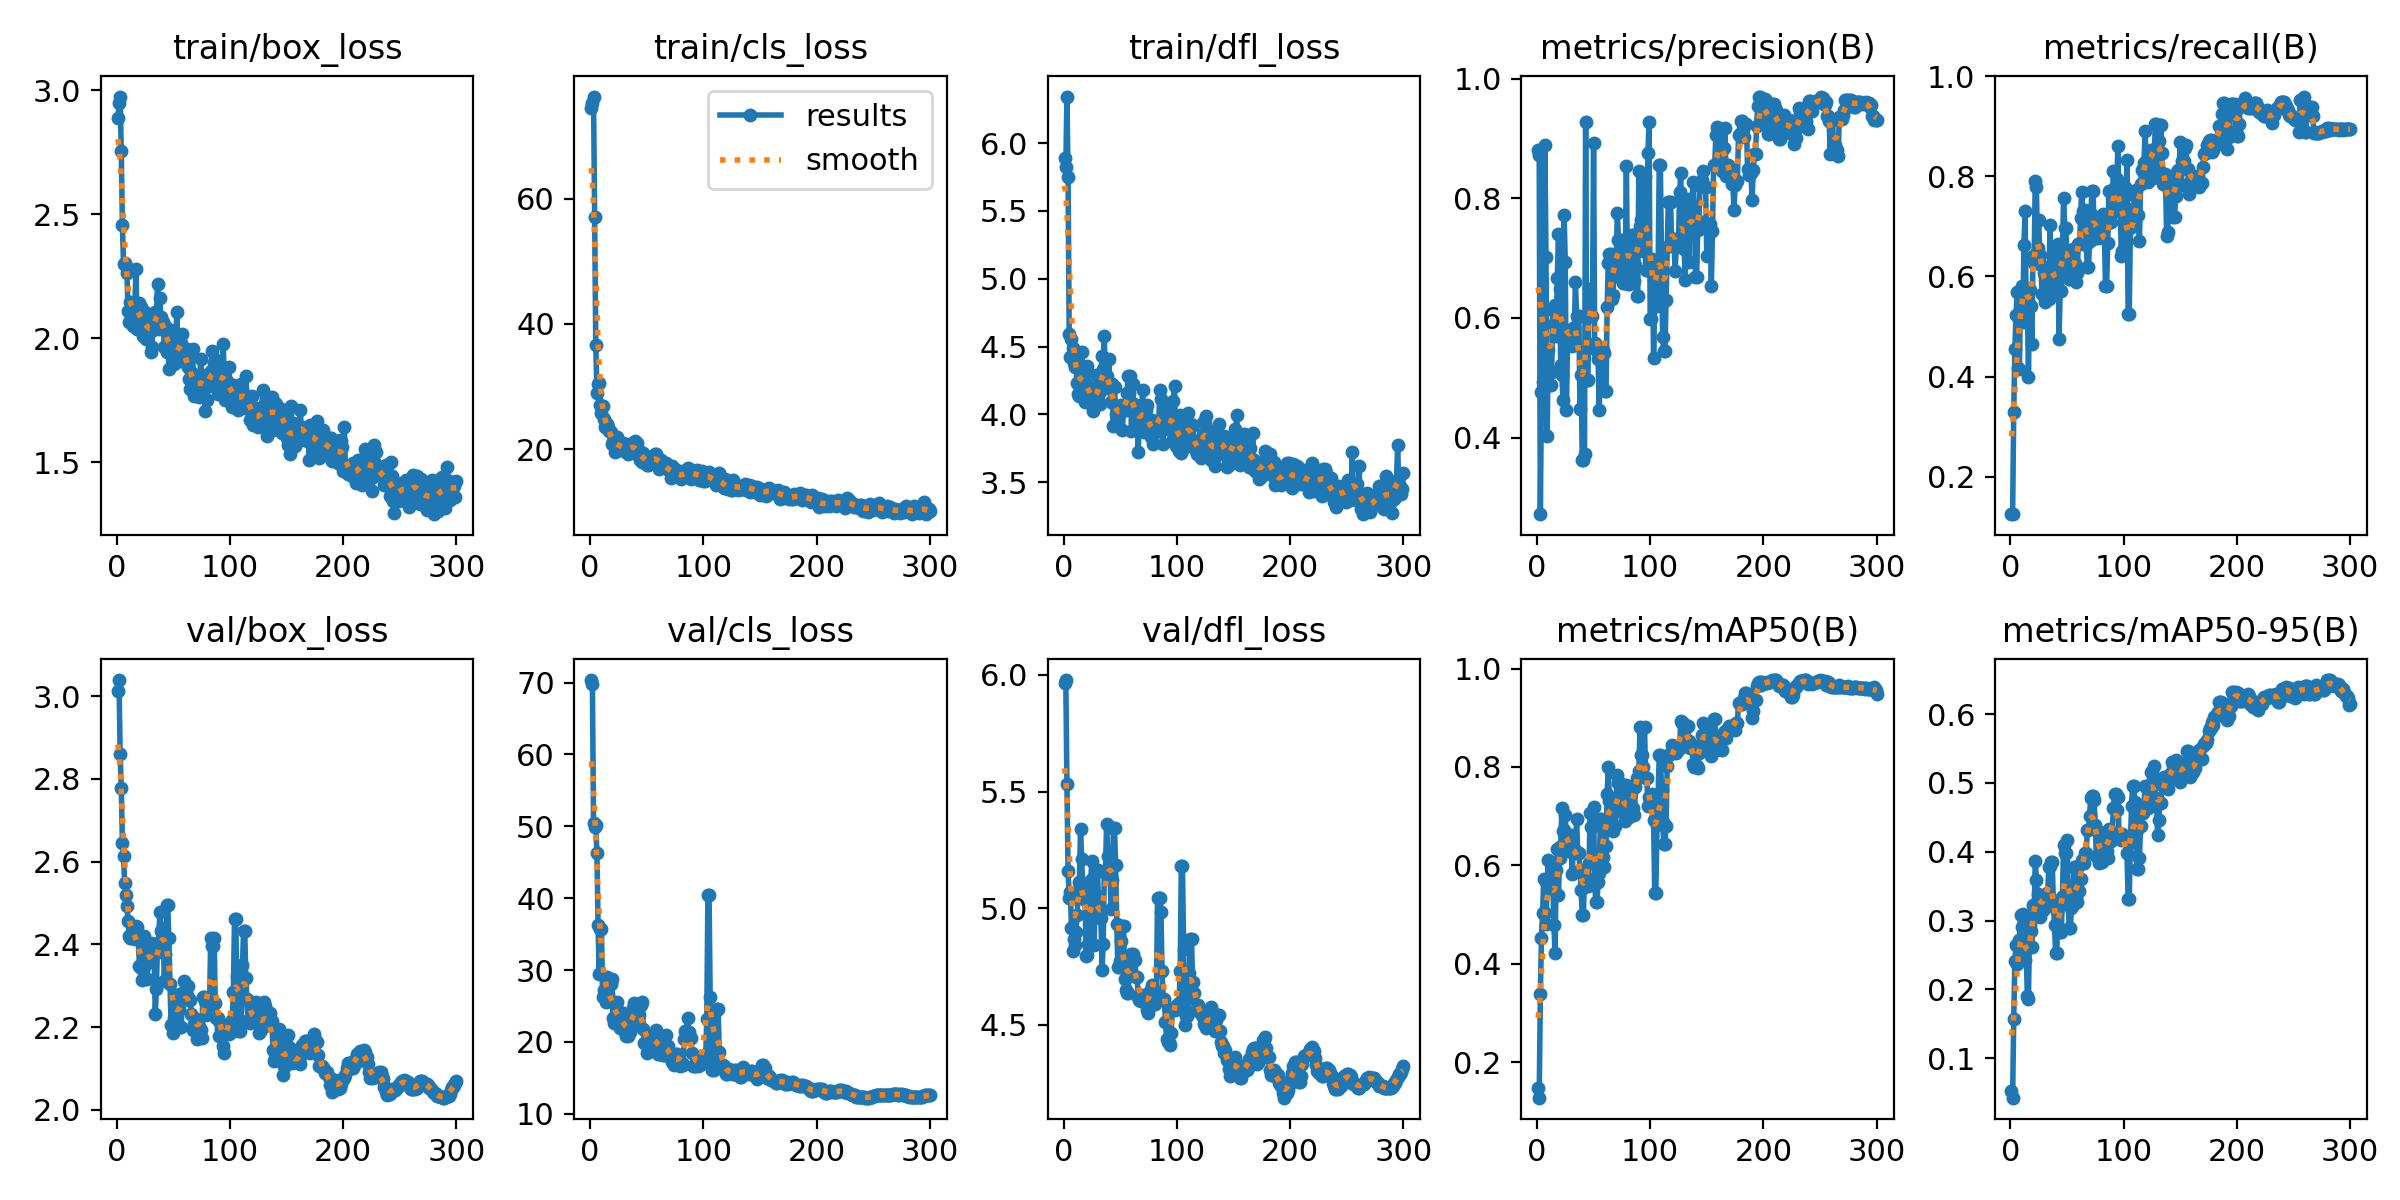 train/box_loss
3.0
2.5
2.0
1.5
0 100 200 300
train/cls_loss
results
smooth
60
40
20
0 100 200 300
train/dfl_loss
6.0
5.5
5.0
4.5
4.0
3.5
0 100 200 300
metrics/precision(B)
1.0
0.8
0.6
0.4
0 100 200 300
metrics/recall(B)
1.0
0.8
0.6
0.4
0.2
0 100 200 300
val/box_loss
3.0
2.8
2.6
2.4
2.2
2.0
0 100 200 300
val/cls_loss
70
60
50
40
30
20
10
0 100 200 300
val/dfl_loss
6.0
5.5
5.0
4.5
0 100 200 300
metrics/mAP50(B)
1.0
0.8
0.6
0.4
0.2
0 100 200 300
metrics/mAP50-95(B)
0.6
0.5
0.4
0.3
0.2
0.1
0 100 200 300